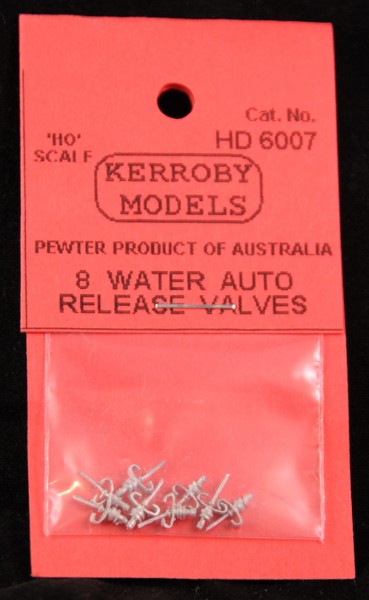 Cat. No.
'HO' HD 6007
SCALE
KERROBY
MODELS
PEWTER PRODUCT OF AUSTRALIA
8 WATER AUTO
RELEASE VALVES